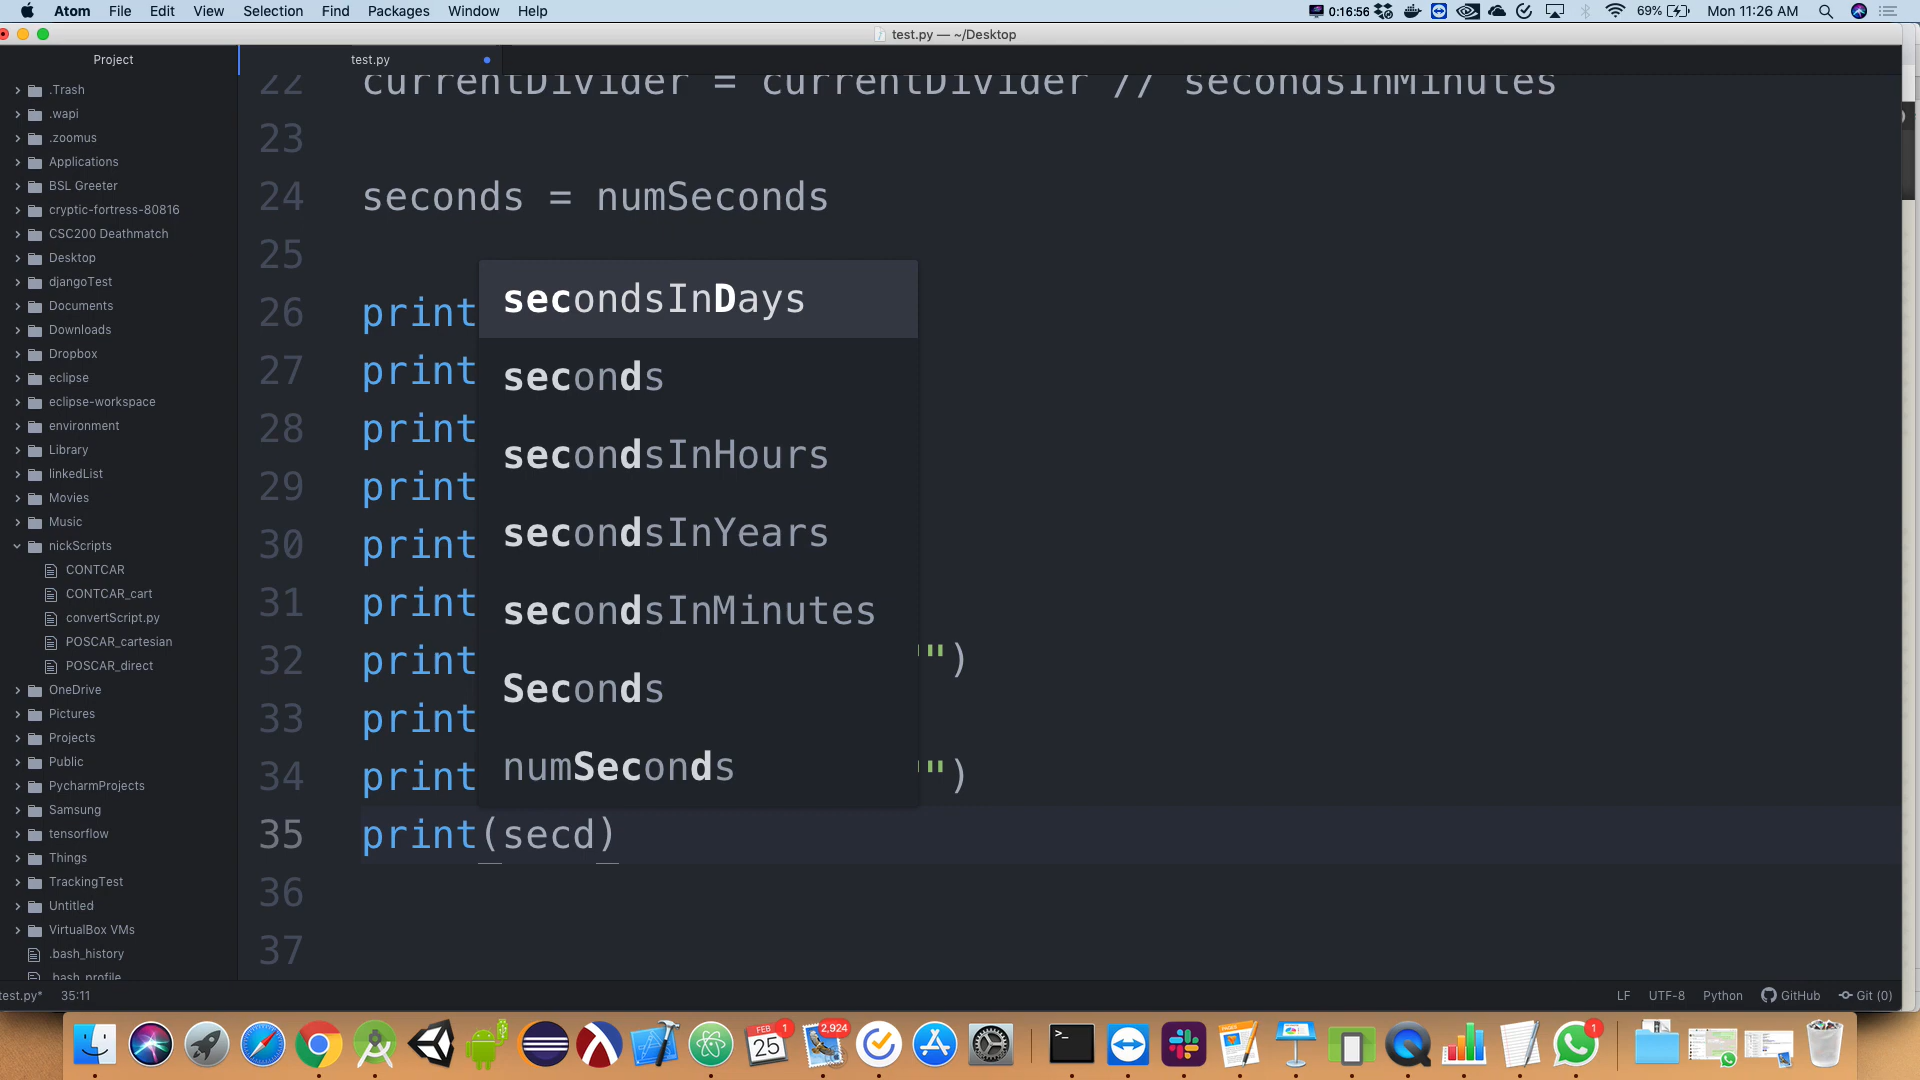 Atom File Edit View Selection Find Packages Window Help
0:16:56 69% Mon 11:26 AM
test.py — ~/Desktop
Project
test.py
.Trash
.wapi
.zoomus
Applications
BSL Greeter
cryptic-fortress-80816
CSC200 Deathmatch
Desktop
djangoTest
Documents
Downloads
Dropbox
eclipse
eclipse-workspace
environment
Library
linkedList
Movies
Music
nickScripts
CONTCAR
CONTCAR_cart
convertScript.py
POSCAR_cartesian
POSCAR_direct
OneDrive
Pictures
Projects
Public
PycharmProjects
Samsung
tensorflow
Things
TrackingTest
Untitled
VirtualBox VMs
.bash_history
.bash_profile
22 currentDivider = currentDivider // secondsInMinutes
23
24 seconds = numSeconds
25
26 print
27 print
28 print
29 print
30 print
31 print
32 print ")
33 print
34 print ")
35 print(secd)
36
37
secondsInDays
seconds
secondsInHours
secondsInYears
secondsInMinutes
Seconds
numSeconds
test.py* 35:11
LF UTF-8 Python GitHub Git (0)
FEB 25 1
2,924
1